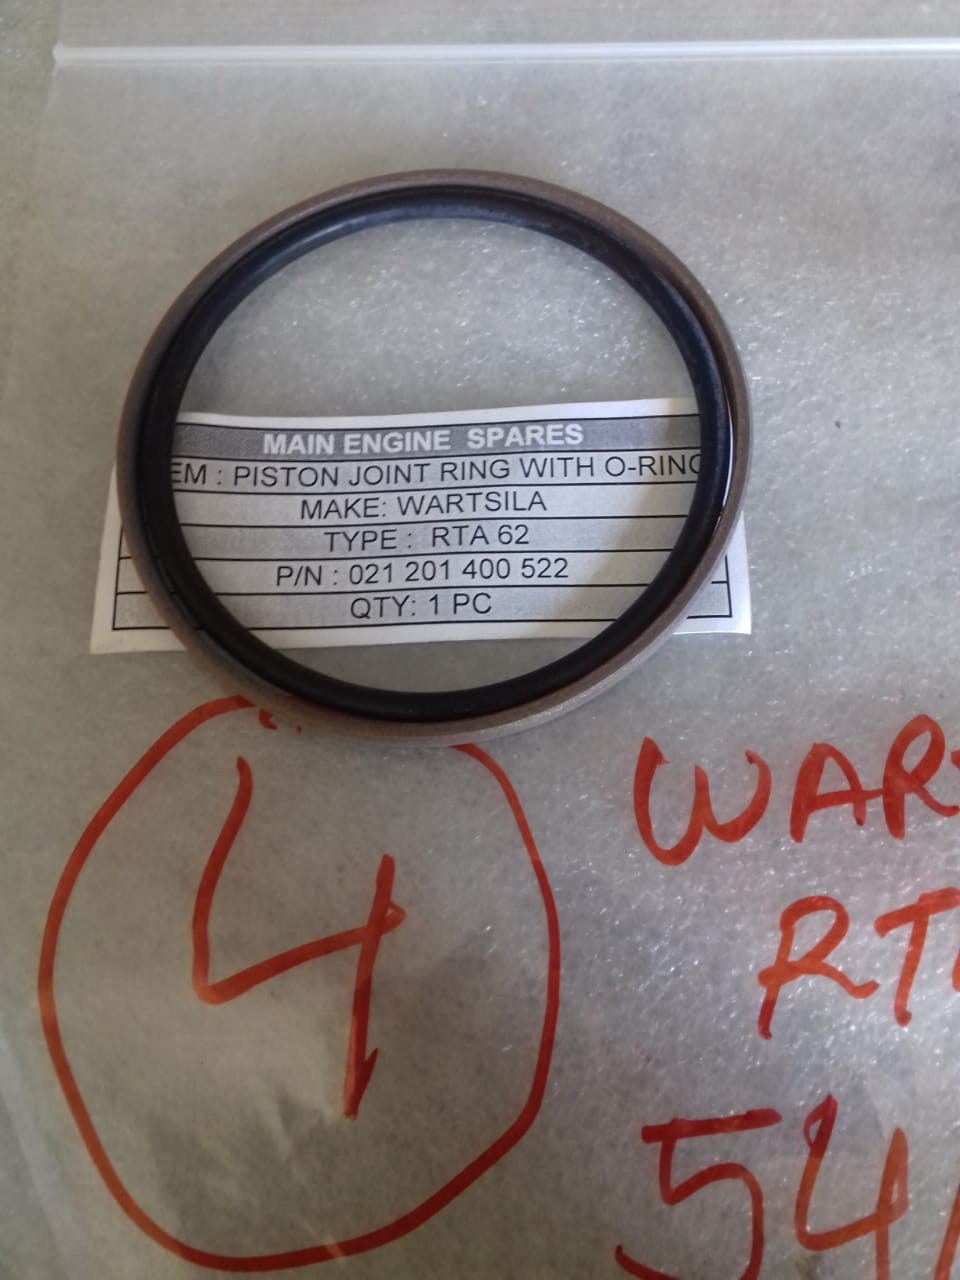 MAIN ENGINE SPARES
EM : PISTON JOINT RING WITH O-RING
MAKE: WARTSILA
TYPE : RTA 62
P/N : 021 201 400 522
QTY: 1 PC
4
WAR
RT
54/